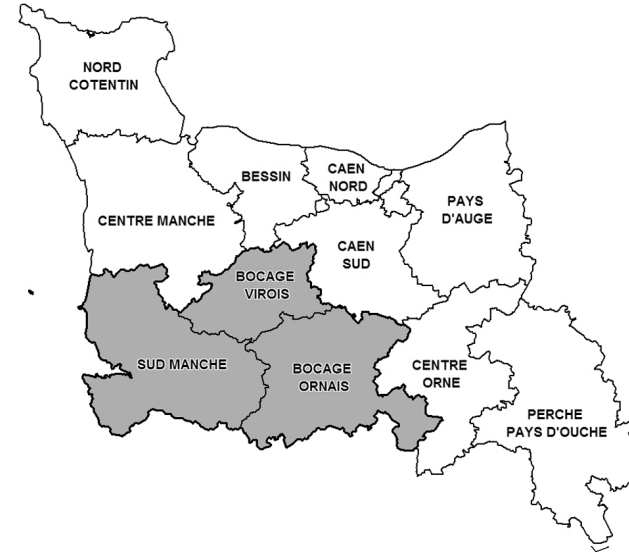 NORD
COTENTIN
CENTRE MANCHE
BESSIN
CAEN
NORD
PAYS
D'AUGE
CAEN
SUD
BOCAGE
VIROIS
SUD MANCHE
BOCAGE
ORNAIS
CENTRE
ORNE
PERCHE
PAYS D'OUCHE